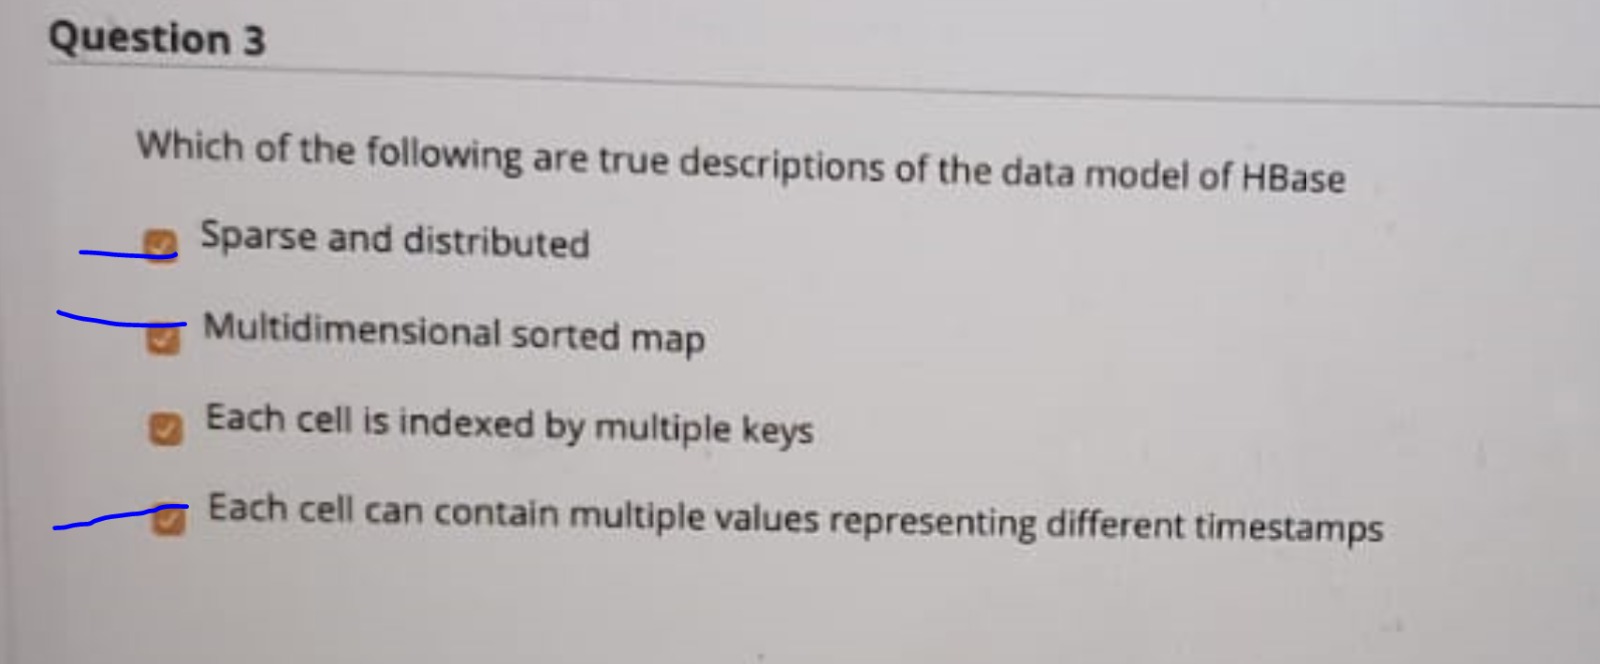 Question 3
Which of the following are true descriptions of the data model of HBase
Sparse and distributed
Multidimensional sorted map
Each cell is indexed by multiple keys
Each cell can contain multiple values representing different timestamps